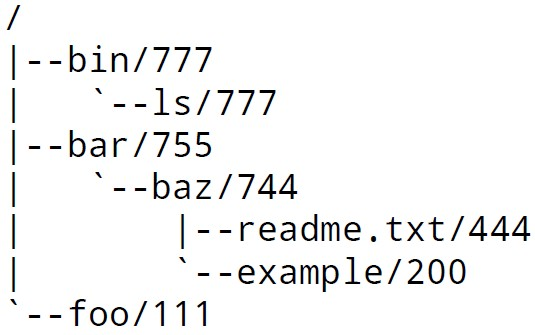 /
|--bin/777
|   `--ls/777
|--bar/755
|   `--baz/744
|       |--readme.txt/444
|       `--example/200
`--foo/111